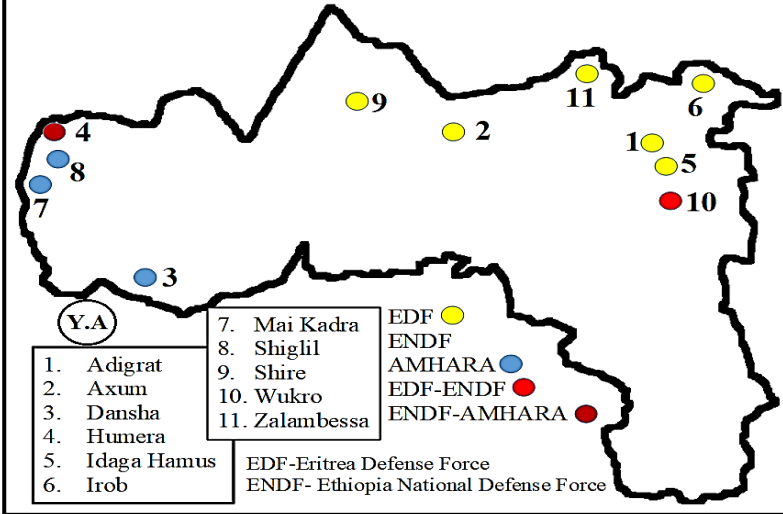 11
6
9
4
2
1
8
5
7
10
3
Y.A
1. Adigrat
2. Axum
3. Dansha
4. Humera
5. Idaga Hamus
6. Irob
7. Mai Kadra
8. Shiglil
9. Shire
10. Wukro
11. Zalambessa
EDF
ENDF
AMHARA
EDF-ENDF
ENDF-AMHARA
EDF-Eritrea Defense Force
ENDF- Ethiopia National Defense Force